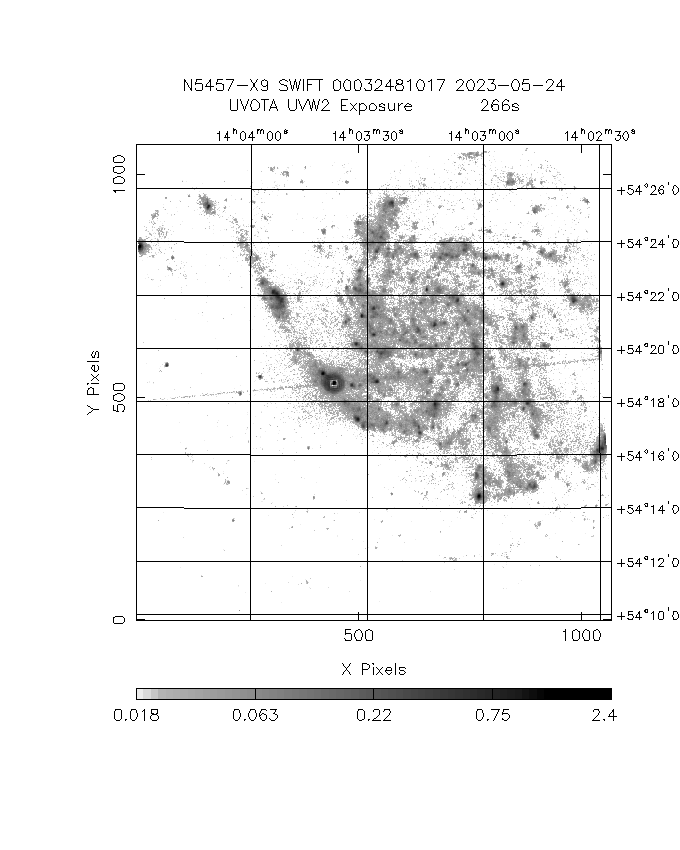 N5457-X9 SWIFT 00032481017 2023-05-24
UVOTA UVW2 Exposure 266s
14ʰ04ᵐ00ˢ 14ʰ03ᵐ30ˢ 14ʰ03ᵐ00ˢ 14ʰ02ᵐ30ˢ
1000
+54°26'0
+54°24'0
+54°22'0
+54°20'0
Y Pixels
500
+54°18'0
+54°16'0
+54°14'0
+54°12'0
0
+54°10'0
500 1000
X Pixels
0.018 0.063 0.22 0.75 2.4